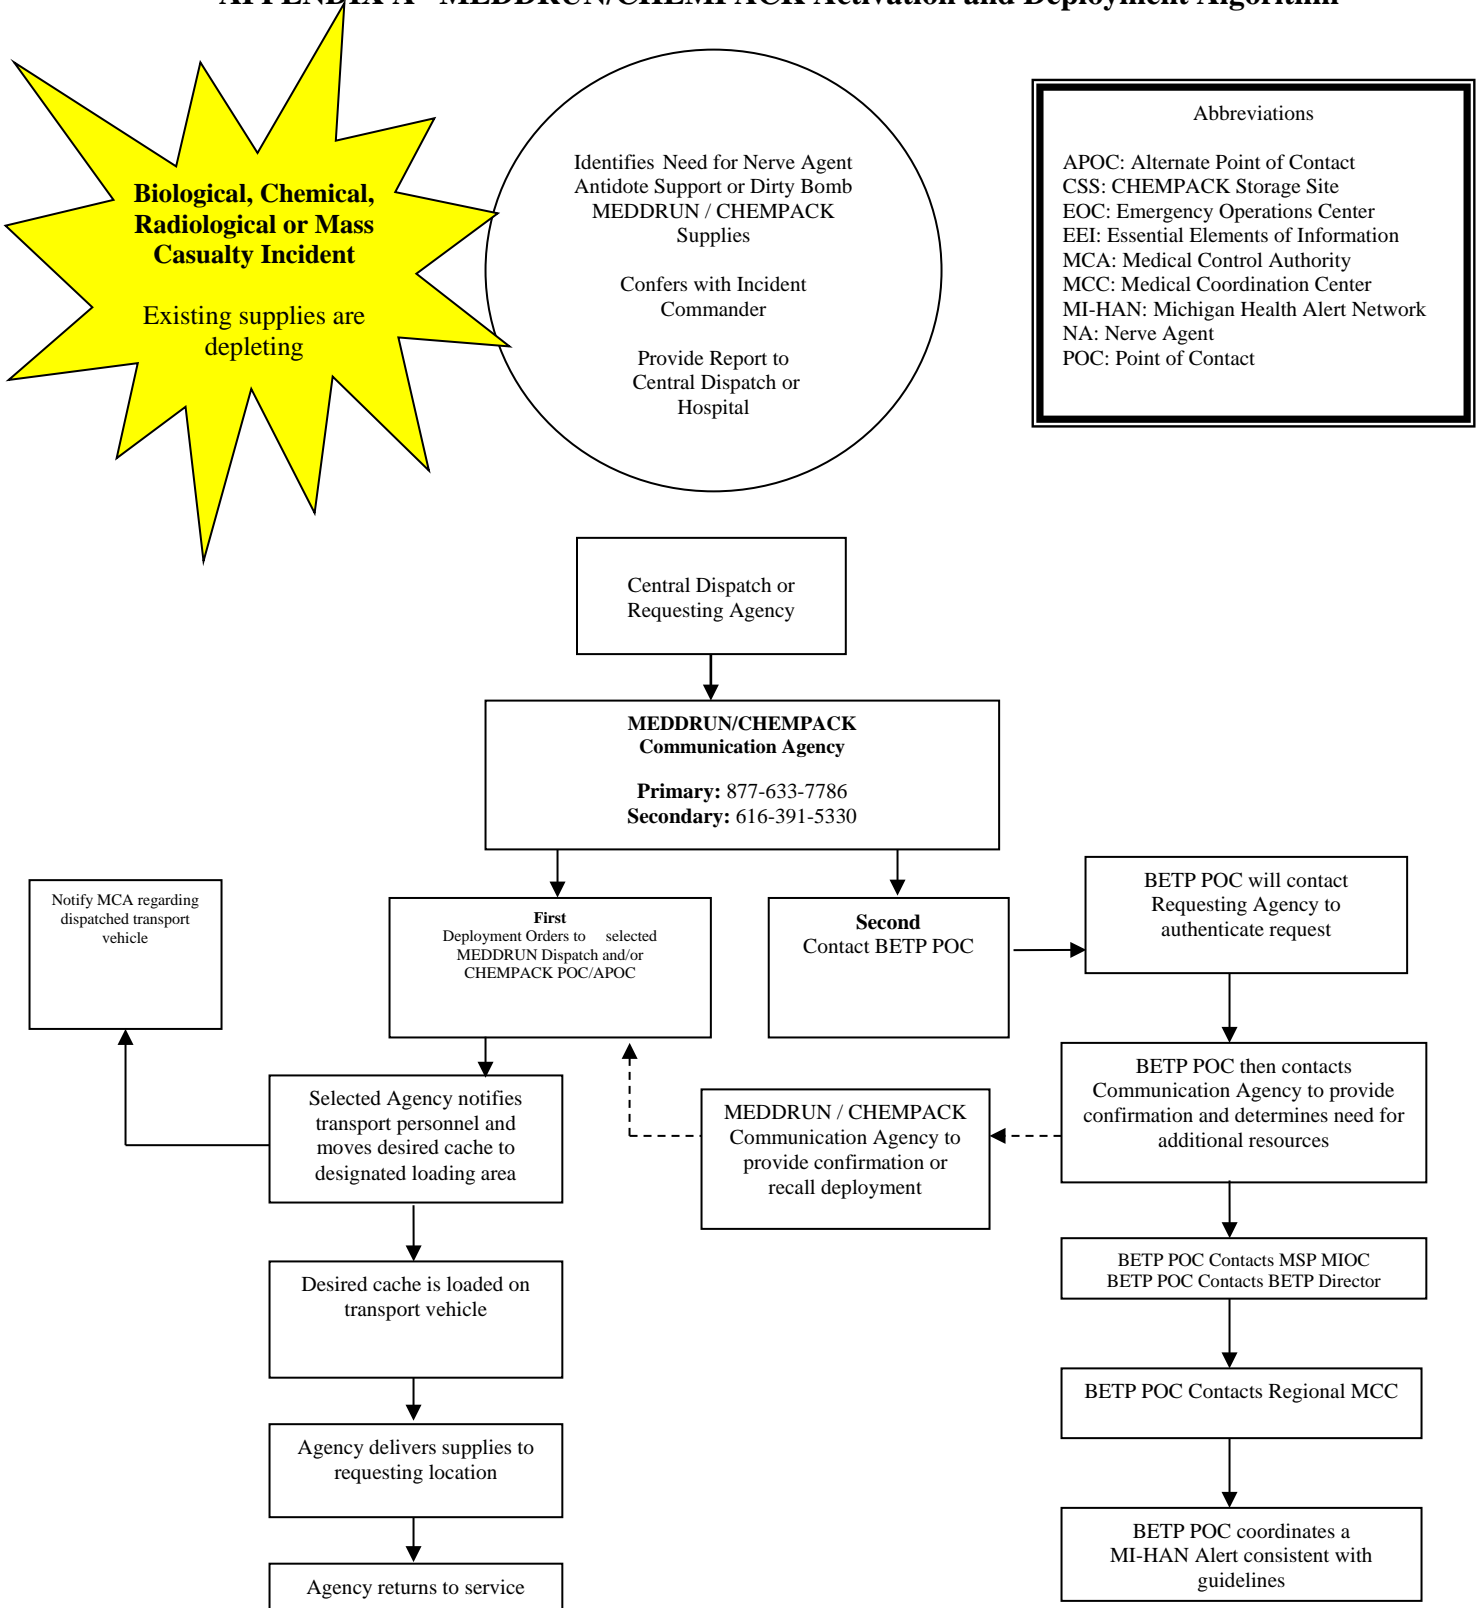 APPENDIX A MEDDRUN/CHEMPACK Activation and Deployment Algorithm
Biological, Chemical,
Radiological or Mass
Casualty Incident
Existing supplies are
depleting
Identifies Need for Nerve Agent
Antidote Support or Dirty Bomb
MEDDRUN / CHEMPACK
Supplies
Confers with Incident
Commander
Provide Report to
Central Dispatch or
Hospital
Abbreviations
APOC: Alternate Point of Contact
CSS: CHEMPACK Storage Site
EOC: Emergency Operations Center
EEI: Essential Elements of Information
MCA: Medical Control Authority
MCC: Medical Coordination Center
MI-HAN: Michigan Health Alert Network
NA: Nerve Agent
POC: Point of Contact
Central Dispatch or
Requesting Agency
MEDDRUN/CHEMPACK
Communication Agency
Primary: 877-633-7786
Secondary: 616-391-5330
Notify MCA regarding
dispatched transport
vehicle
First
Deployment Orders to selected
MEDDRUN Dispatch and/or
CHEMPACK POC/APOC
Second
Contact BETP POC
BETP POC will contact
Requesting Agency to
authenticate request
Selected Agency notifies
transport personnel and
moves desired cache to
designated loading area
MEDDRUN / CHEMPACK
Communication Agency to
provide confirmation or
recall deployment
BETP POC then contacts
Communication Agency to provide
confirmation and determines need for
additional resources
Desired cache is loaded on
transport vehicle
BETP POC Contacts MSP MIOC
BETP POC Contacts BETP Director
BETP POC Contacts Regional MCC
Agency delivers supplies to
requesting location
BETP POC coordinates a
MI-HAN Alert consistent with
guidelines
Agency returns to service